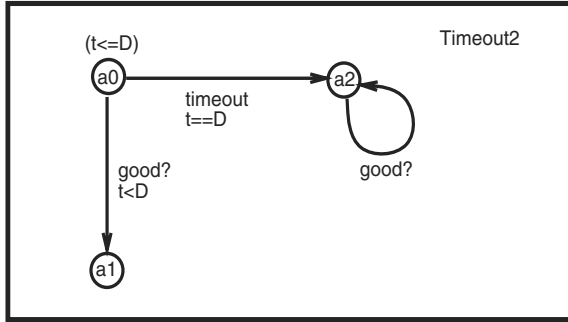 Timeout2
(t<=D)
a0
a2
timeout
t==D
good?
good?
t<D
a1